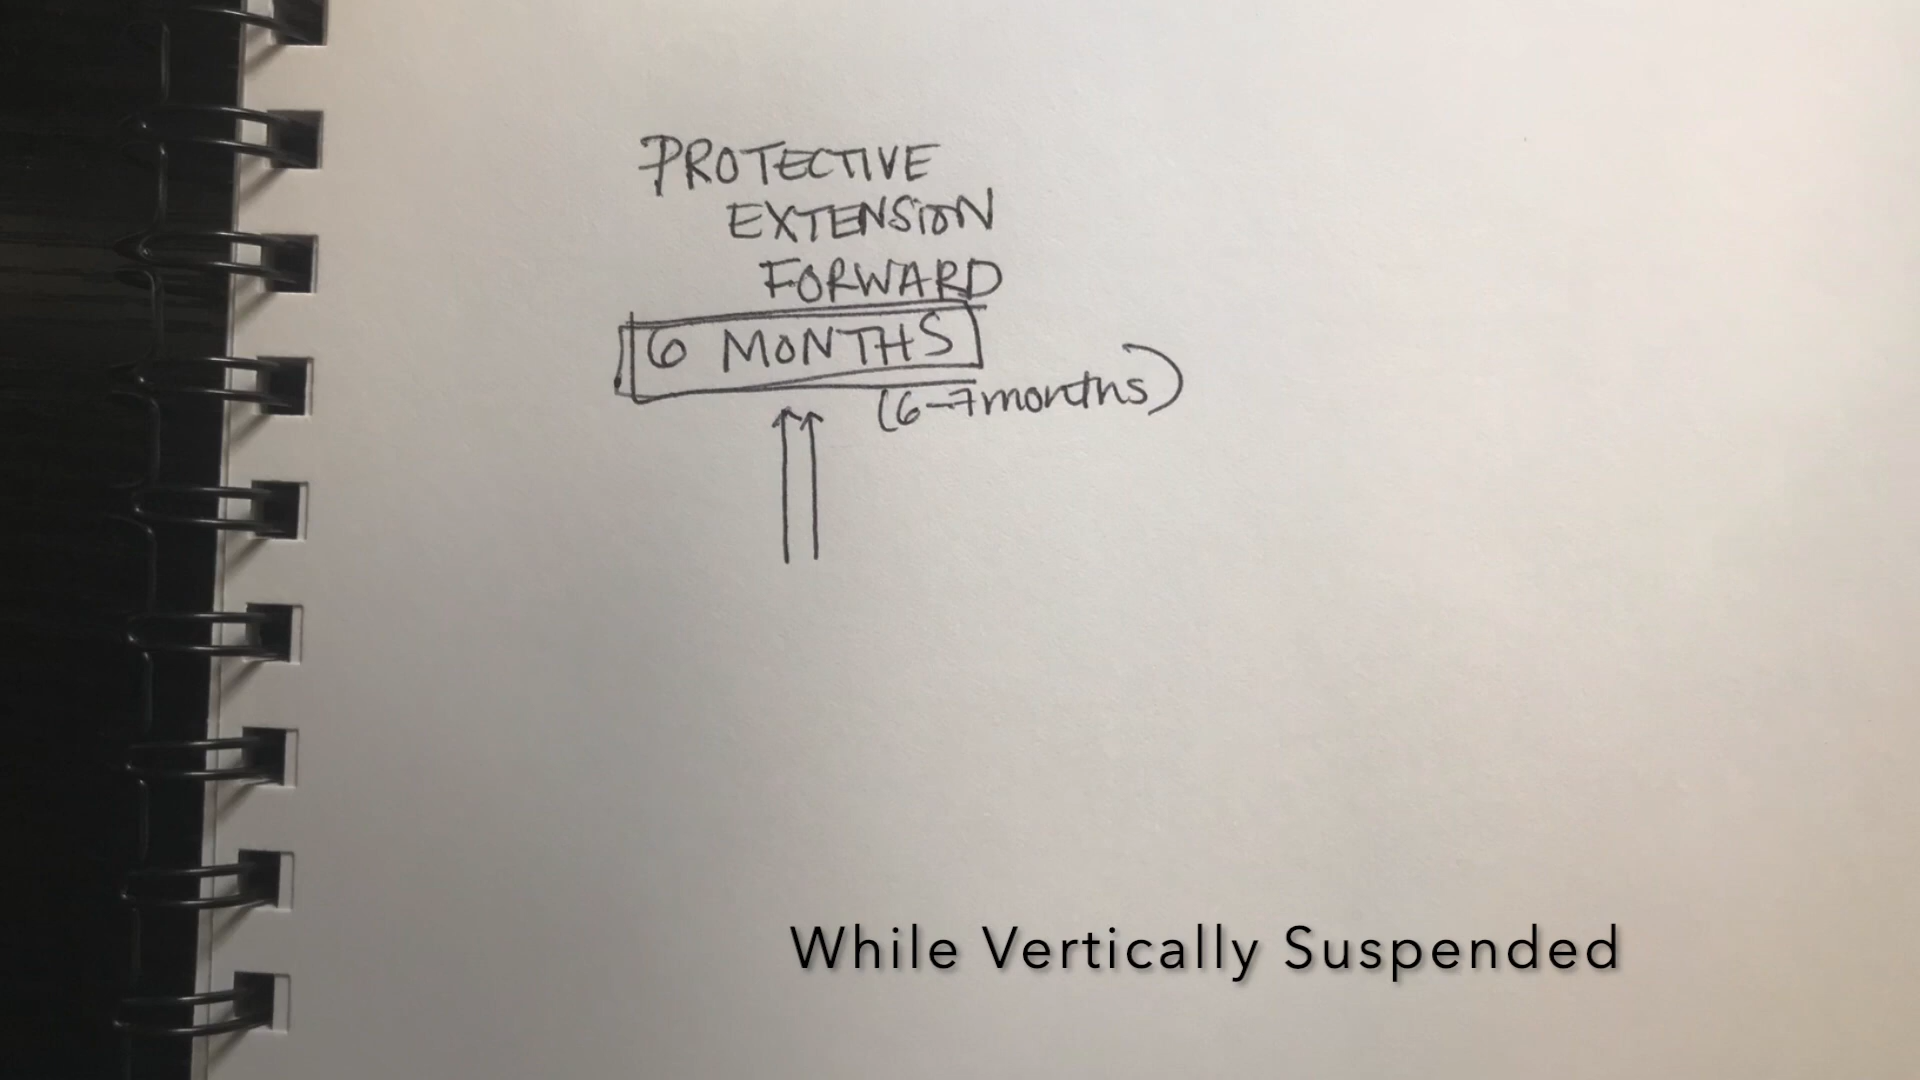 PROTECTIVE
EXTENSION
FORWARD
6 MONTHS
(6-7months)
While Vertically Suspended